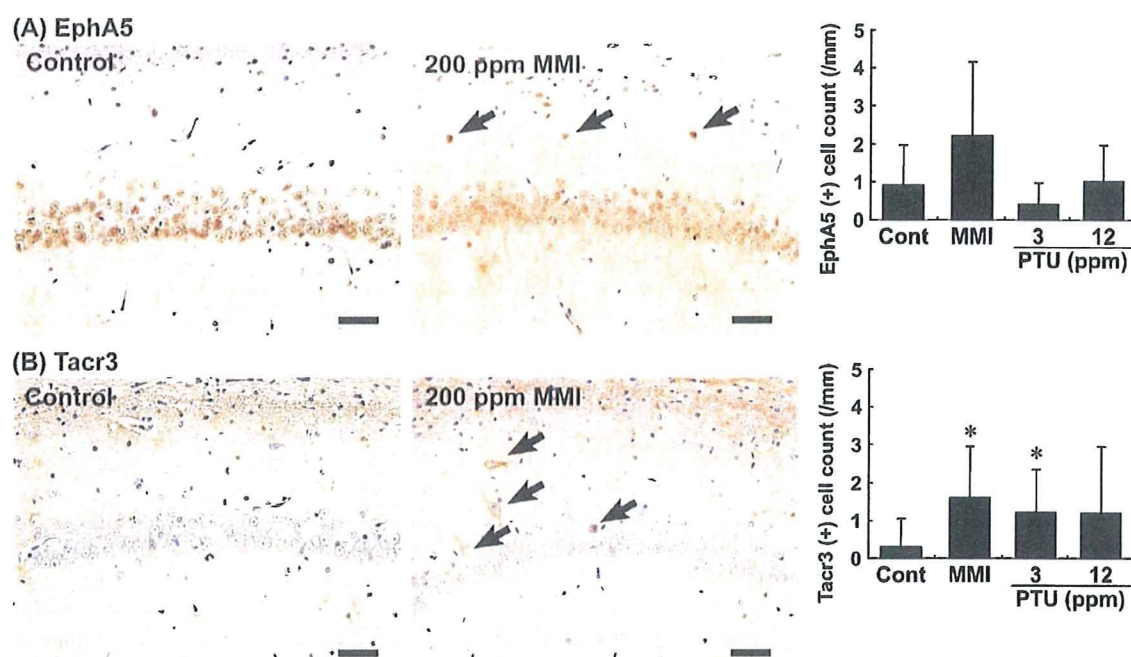 (A) EphA5
Control
200 ppm MMI
EphA5 (+) cell count (/mm)
5
4
3
2
1
0
Cont
MMI
3
12
PTU (ppm)
(B) Tacr3
Control
200 ppm MMI
Tacr3 (+) cell count (/mm)
5
4
3
2
1
0
*
*
Cont
MMI
3
12
PTU (ppm)